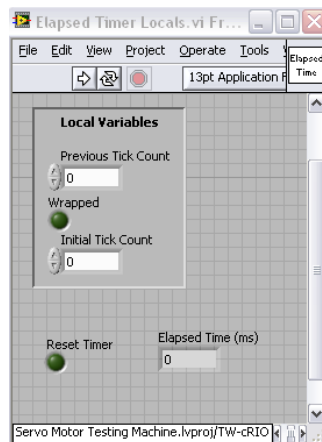 Elapsed Timer Locals.vi Fr...
File Edit View Project Operate Tools
Elapsed
Time
13pt Application F
Local Variables
Previous Tick Count
0
Wrapped
Initial Tick Count
0
Reset Timer
Elapsed Time (ms)
0
Servo Motor Testing Machine.lvproj/TW-cRIO